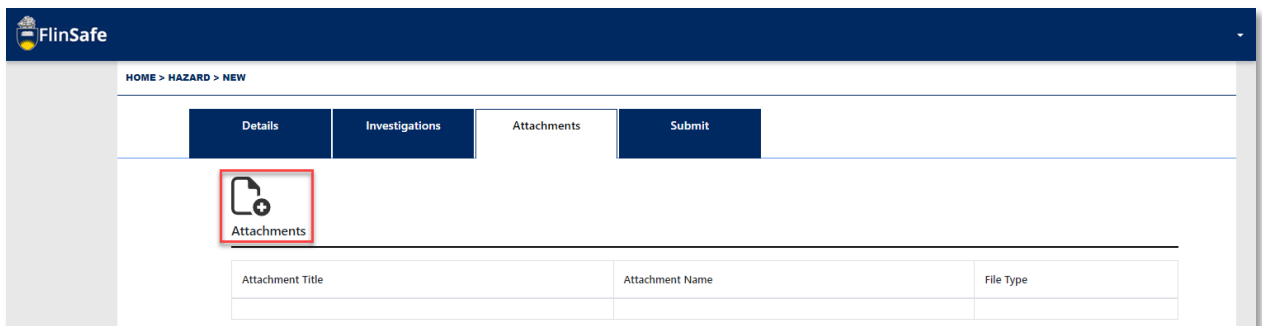 FlinSafe
HOME > HAZARD > NEW
Details Investigations Attachments Submit
Attachments
Attachment Title Attachment Name File Type